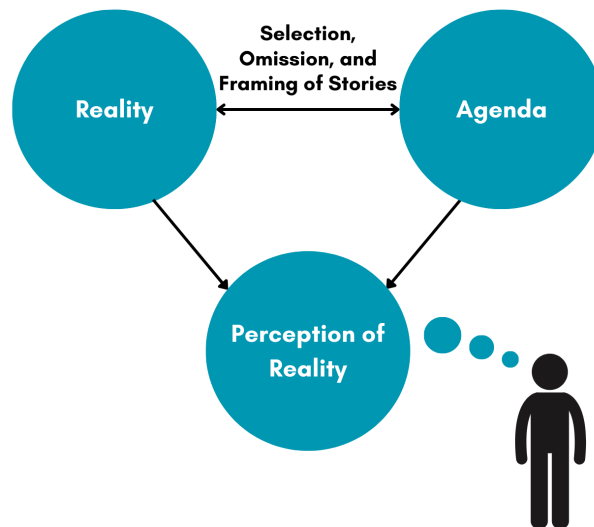 Selection,
Omission, and
Framing of Stories
Reality
Agenda
Perception of
Reality